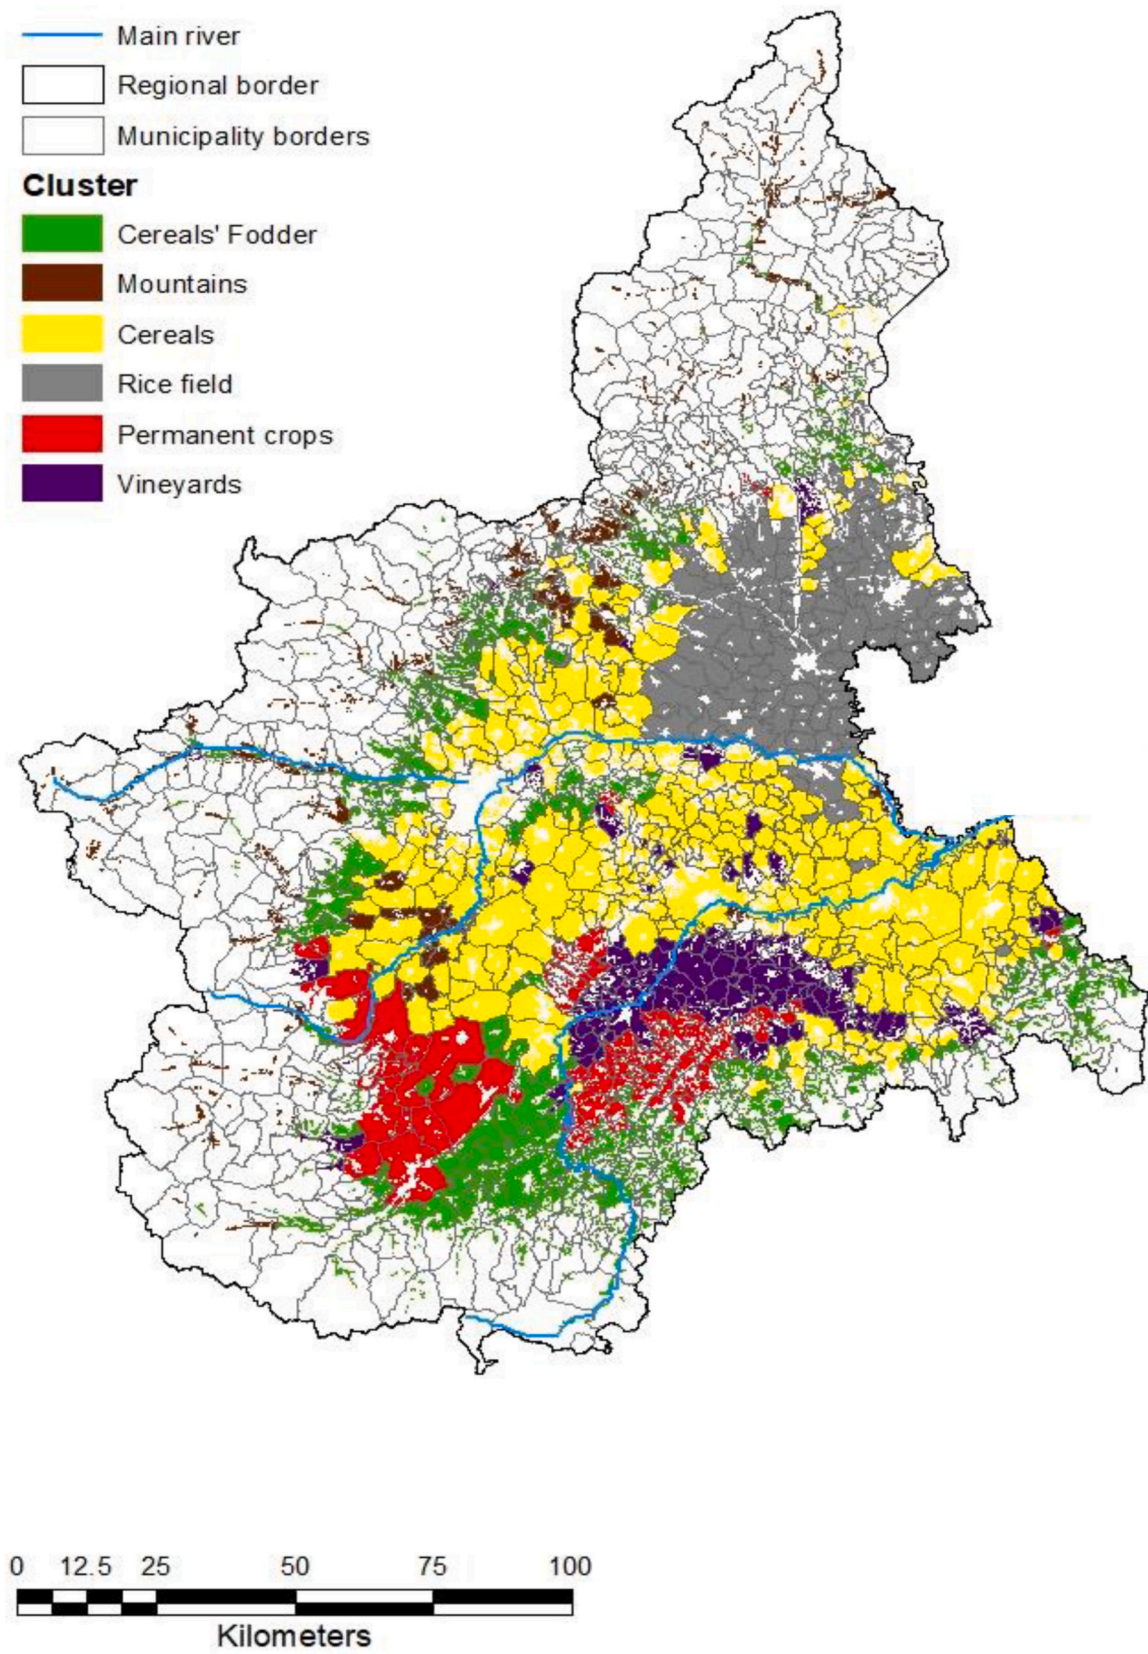 Main river
Regional border
Municipality borders
Cluster
Cereals' Fodder
Mountains
Cereals
Rice field
Permanent crops
Vineyards
0 12.5 25 50 75 100
Kilometers